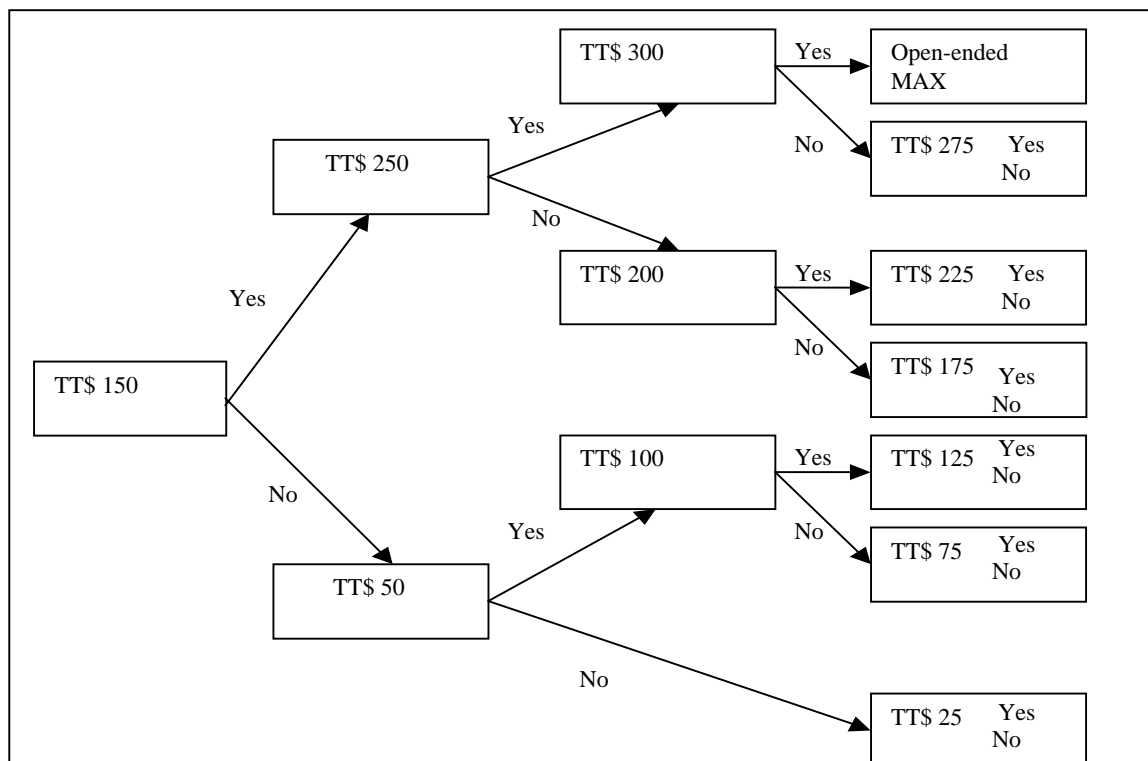 TT$ 300
Yes
Open-ended
MAX
Yes
No
TT$ 275 Yes
No
TT$ 250
No
TT$ 200
Yes
TT$ 225 Yes
No
Yes
No
TT$ 175 Yes
No
TT$ 150
TT$ 100
Yes
TT$ 125 Yes
No
No
Yes
No
TT$ 75 Yes
No
TT$ 50
No
TT$ 25 Yes
No